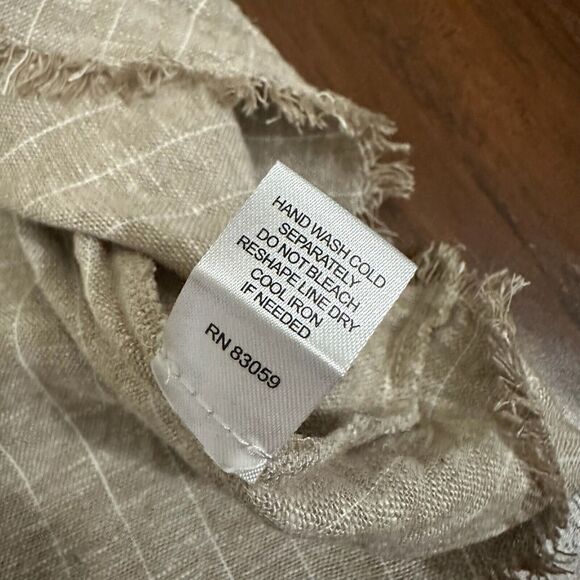 HAND WASH COLD
SEPARATELY
DO NOT BLEACH
RESHAPE LINE DRY
COOL IRON
IF NEEDED
RN 83059